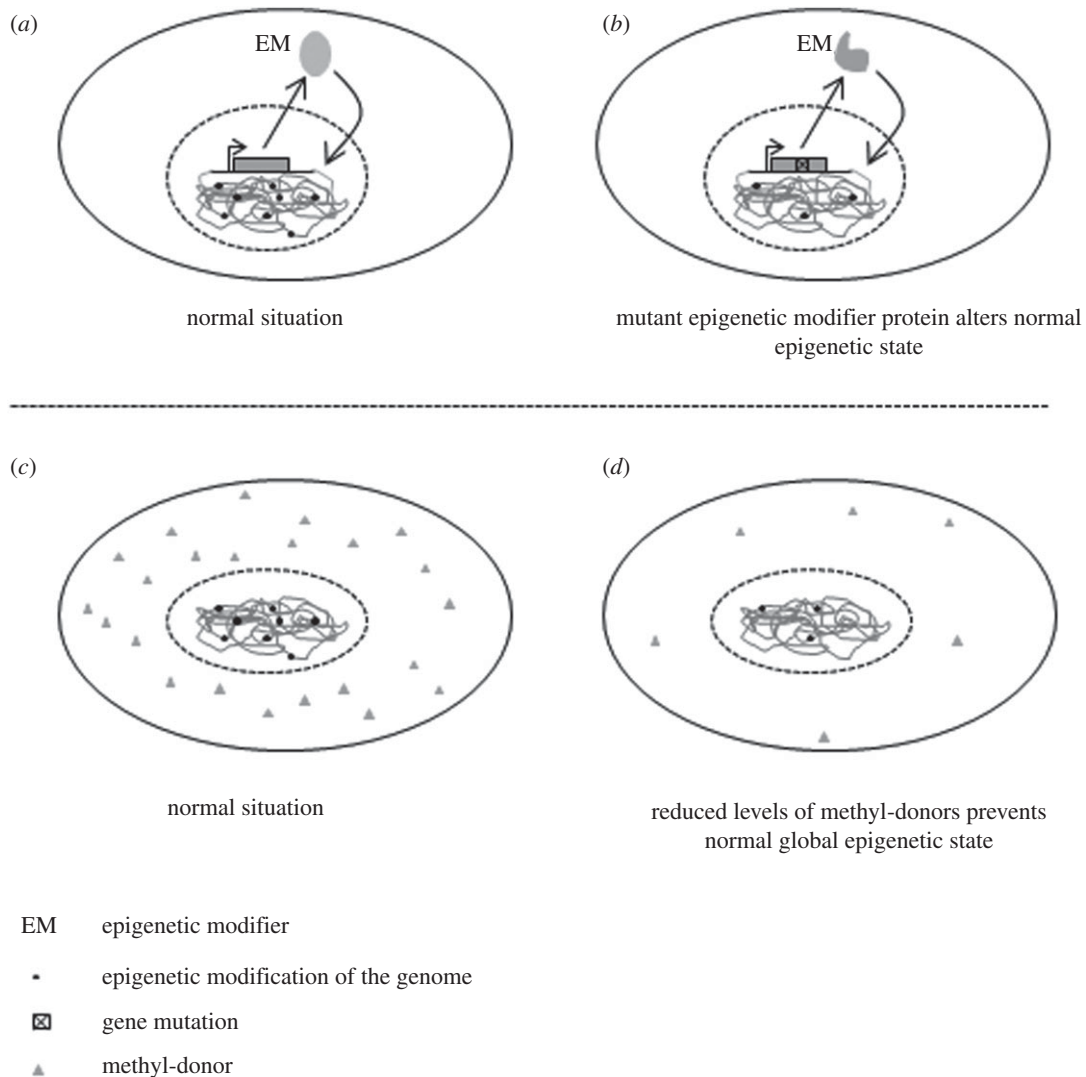 (a)
EM
normal situation
(b)
EM
mutant epigenetic modifier protein alters normal
epigenetic state
(c)
normal situation
(d)
reduced levels of methyl-donors prevents
normal global epigenetic state
EM epigenetic modifier
epigenetic modification of the genome
gene mutation
methyl-donor